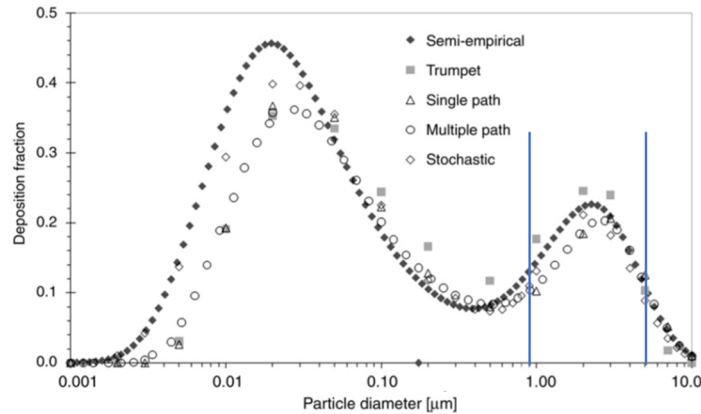 0.5
0.4
0.3
0.2
0.1
0.0
Deposition fraction
Semi-empirical
Trumpet
Single path
Multiple path
Stochastic
0.001 0.01 0.10 1.00 10.0
Particle diameter [μm]